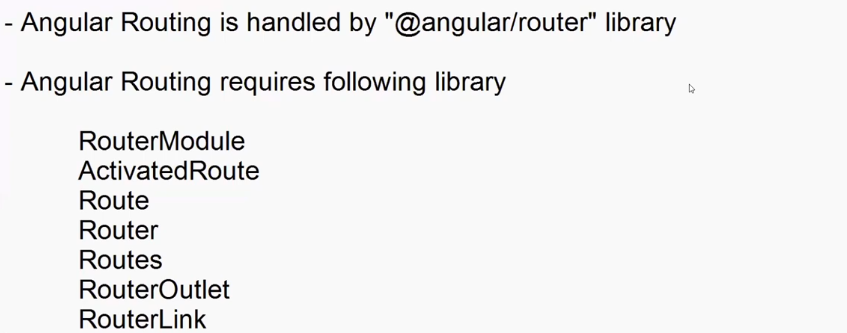 - Angular Routing is handled by "@angular/router" library
- Angular Routing requires following library
RouterModule
ActivatedRoute
Route
Router
Routes
RouterOutlet
RouterLink